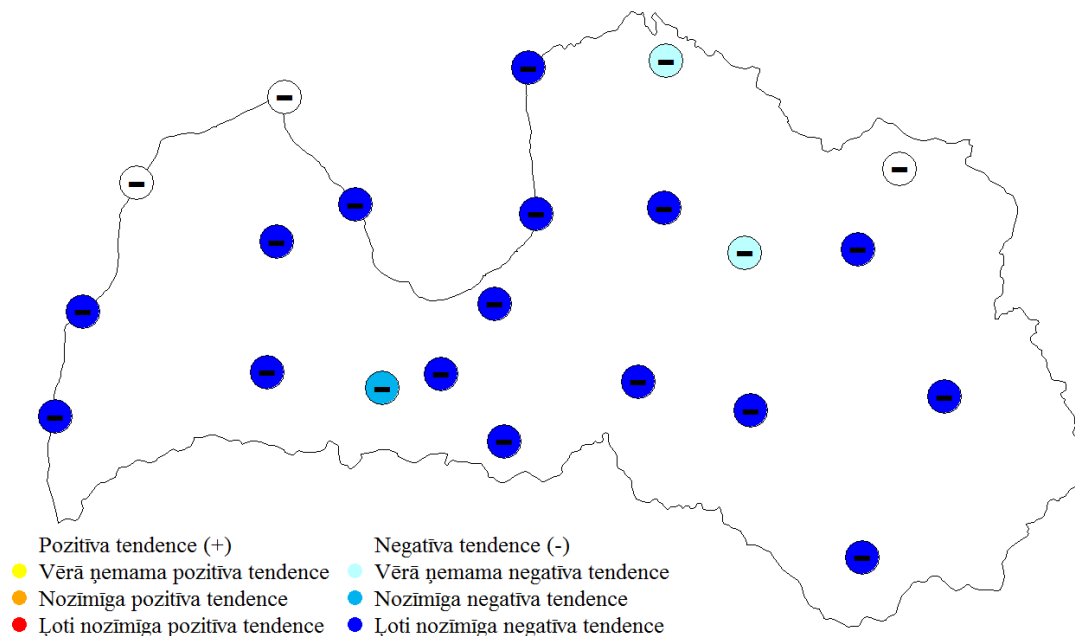 Pozitīva tendence (+)
Vērā ņemama pozitīva tendence
Nozīmīga pozitīva tendence
Ļoti nozīmīga pozitīva tendence
Negatīva tendence (-)
Vērā ņemama negatīva tendence
Nozīmīga negatīva tendence
Ļoti nozīmīga negatīva tendence